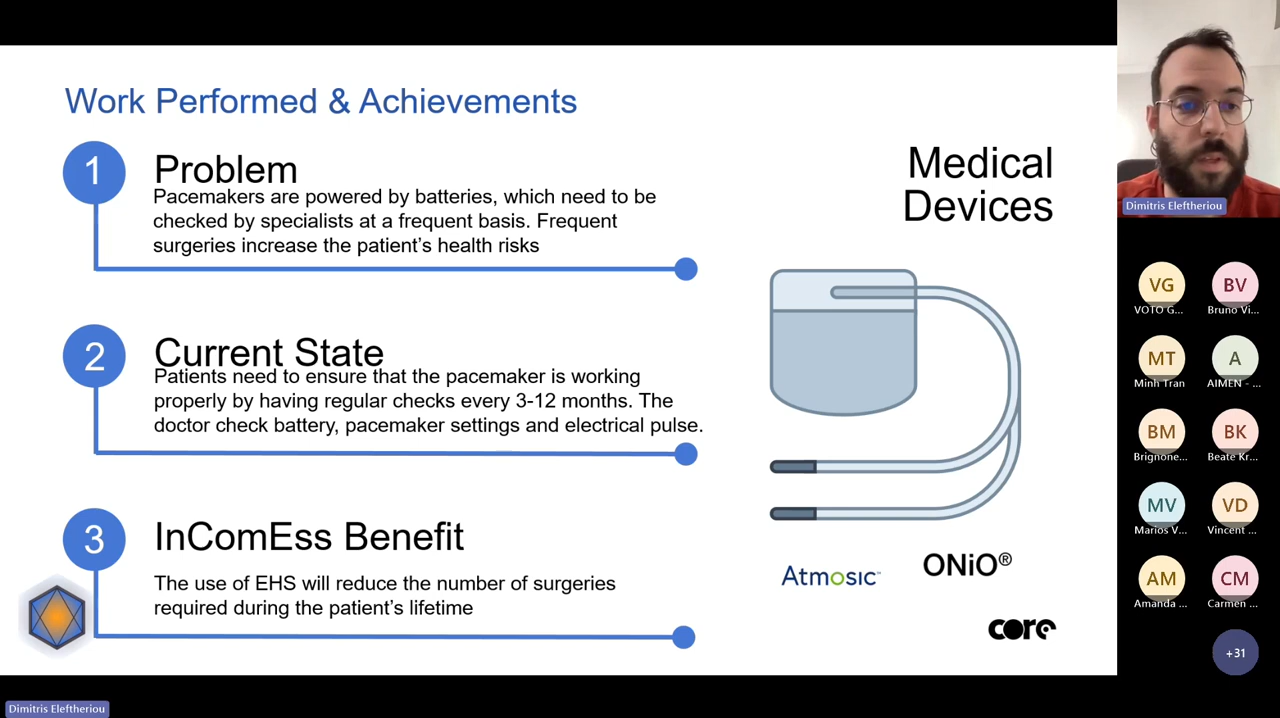 Work Performed & Achievements
1
Problem
Pacemakers are powered by batteries, which need to be
checked by specialists at a frequent basis. Frequent
surgeries increase the patient's health risks
2
Current State
Patients need to ensure that the pacemaker is working
properly by having regular checks every 3-12 months. The
doctor check battery, pacemaker settings and electrical pulse.
3
InComEss Benefit
The use of EHS will reduce the number of surgeries
required during the patient's lifetime
Medical
Devices
Atmosic™
ONiO®
core
Dimitris Eleftheriou
VG
VOTO G...
BV
Bruno Vi...
MT
Minh Tran
A
AIMEN - ...
BM
Brignone...
BK
Beate Kr...
MV
Marios V...
VD
Vincent ...
AM
Amanda ...
CM
Carmen ...
+31
Dimitris Eleftheriou